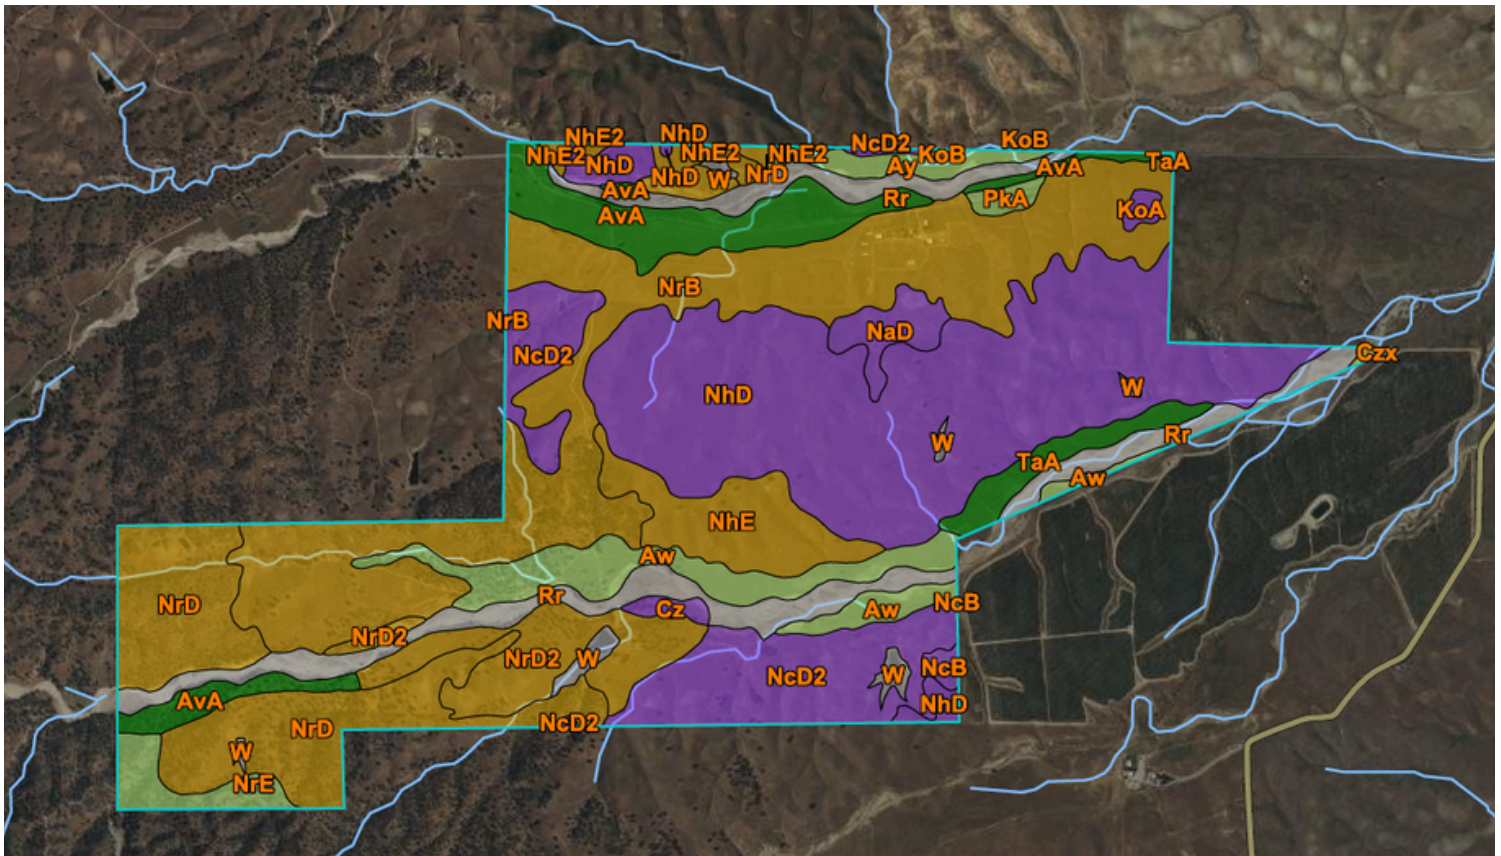 NhE2
NhD
NhE2
NhD
NhE2
NhE2
NcD2
KoB
KoB
Ay
AvA
TaA
NhD
W
NrD
AvA
AvA
Rr
PkA
KoA
NrB
NrB
NcD2
NaD
Czx
NhD
W
W
Rr
TaA
Aw
NhE
Aw
NrD
Rr
Cz
Aw
NcB
NrD2
NrD2
W
NcD2
W
NcB
AvA
NhD
NrD
NcD2
W
NrE